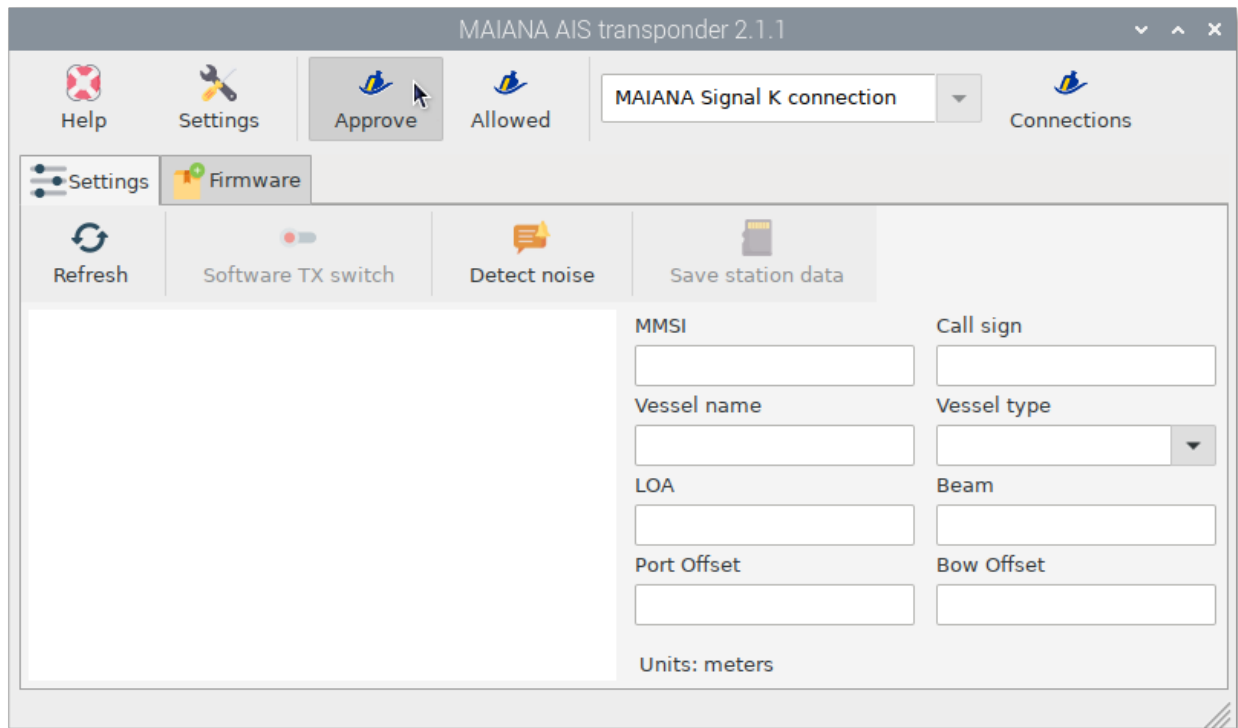 MAIANA AIS transponder 2.1.1
Help Settings Approve Allowed MAIANA Signal K connection Connections
Settings Firmware
Refresh Software TX switch Detect noise Save station data
MMSI Call sign
Vessel name Vessel type
LOA Beam
Port Offset Bow Offset
Units: meters